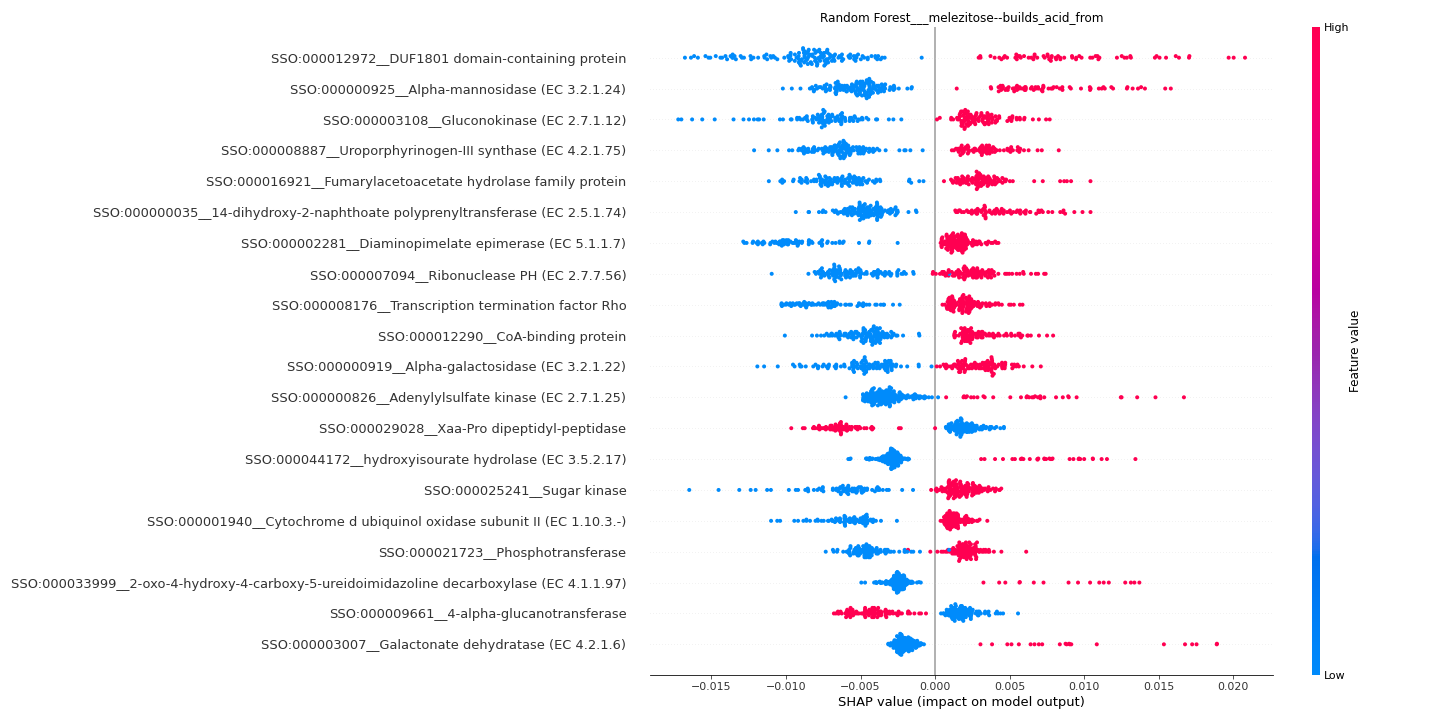 Random Forest___melezitose--builds_acid_from
High
SSO:000012972__DUF1801 domain-containing protein
SSO:000000925__Alpha-mannosidase (EC 3.2.1.24)
SSO:000003108__Gluconokinase (EC 2.7.1.12)
SSO:000008887__Uroporphyrinogen-III synthase (EC 4.2.1.75)
SSO:000016921__Fumarylacetoacetate hydrolase family protein
SSO:000000035__14-dihydroxy-2-naphthoate polyprenyltransferase (EC 2.5.1.74)
SSO:000002281__Diaminopimelate epimerase (EC 5.1.1.7)
SSO:000007094__Ribonuclease PH (EC 2.7.7.56)
SSO:000008176__Transcription termination factor Rho
SSO:000012290__CoA-binding protein
SSO:000000919__Alpha-galactosidase (EC 3.2.1.22)
SSO:000000826__Adenylylsulfate kinase (EC 2.7.1.25)
SSO:000029028__Xaa-Pro dipeptidyl-peptidase
SSO:000044172__hydroxyisourate hydrolase (EC 3.5.2.17)
SSO:000025241__Sugar kinase
SSO:000001940__Cytochrome d ubiquinol oxidase subunit II (EC 1.10.3.-)
SSO:000021723__Phosphotransferase
SSO:000033999__2-oxo-4-hydroxy-4-carboxy-5-ureidoimidazoline decarboxylase (EC 4.1.1.97)
SSO:000009661__4-alpha-glucanotransferase
SSO:000003007__Galactonate dehydratase (EC 4.2.1.6)
Feature value
Low
−0.015 −0.010 −0.005 0.000 0.005 0.010 0.015 0.020
SHAP value (impact on model output)